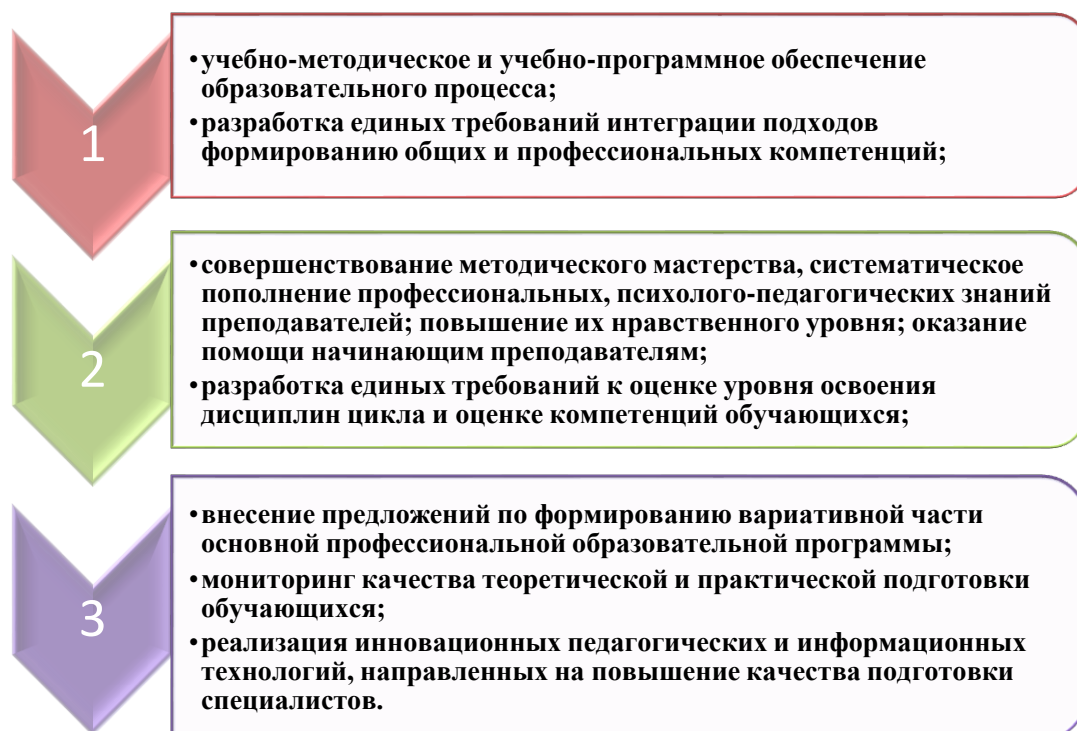 1
•учебно-методическое и учебно-программное обеспечение
образовательного процесса;
•разработка единых требований интеграции подходов
формированию общих и профессиональных компетенций;
2
•совершенствование методического мастерства, систематическое
пополнение профессиональных, психолого-педагогических знаний
преподавателей; повышение их нравственного уровня; оказание
помощи начинающим преподавателям;
•разработка единых требований к оценке уровня освоения
дисциплин цикла и оценке компетенций обучающихся;
3
•внесение предложений по формированию вариативной части
основной профессиональной образовательной программы;
•мониторинг качества теоретической и практической подготовки
обучающихся;
•реализация инновационных педагогических и информационных
технологий, направленных на повышение качества подготовки
специалистов.